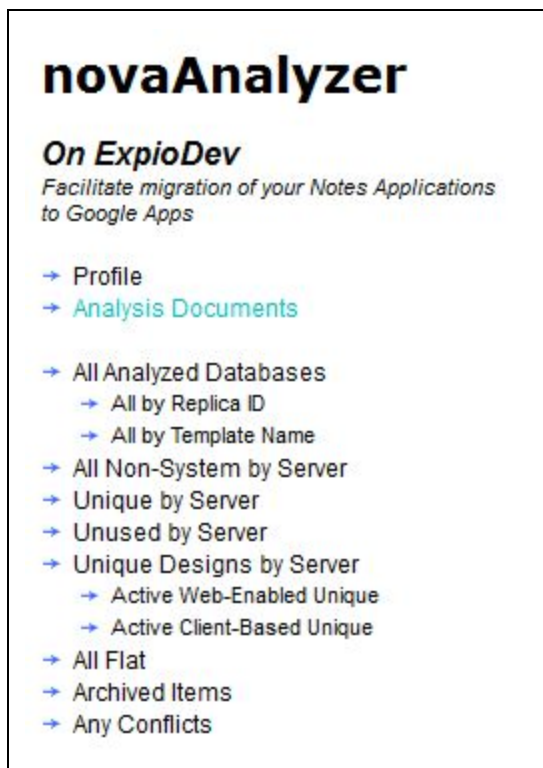 novaAnalyzer
On ExpioDev
Facilitate migration of your Notes Applications
to Google Apps
Profile
Analysis Documents
All Analyzed Databases
All by Replica ID
All by Template Name
All Non-System by Server
Unique by Server
Unused by Server
Unique Designs by Server
Active Web-Enabled Unique
Active Client-Based Unique
All Flat
Archived Items
Any Conflicts